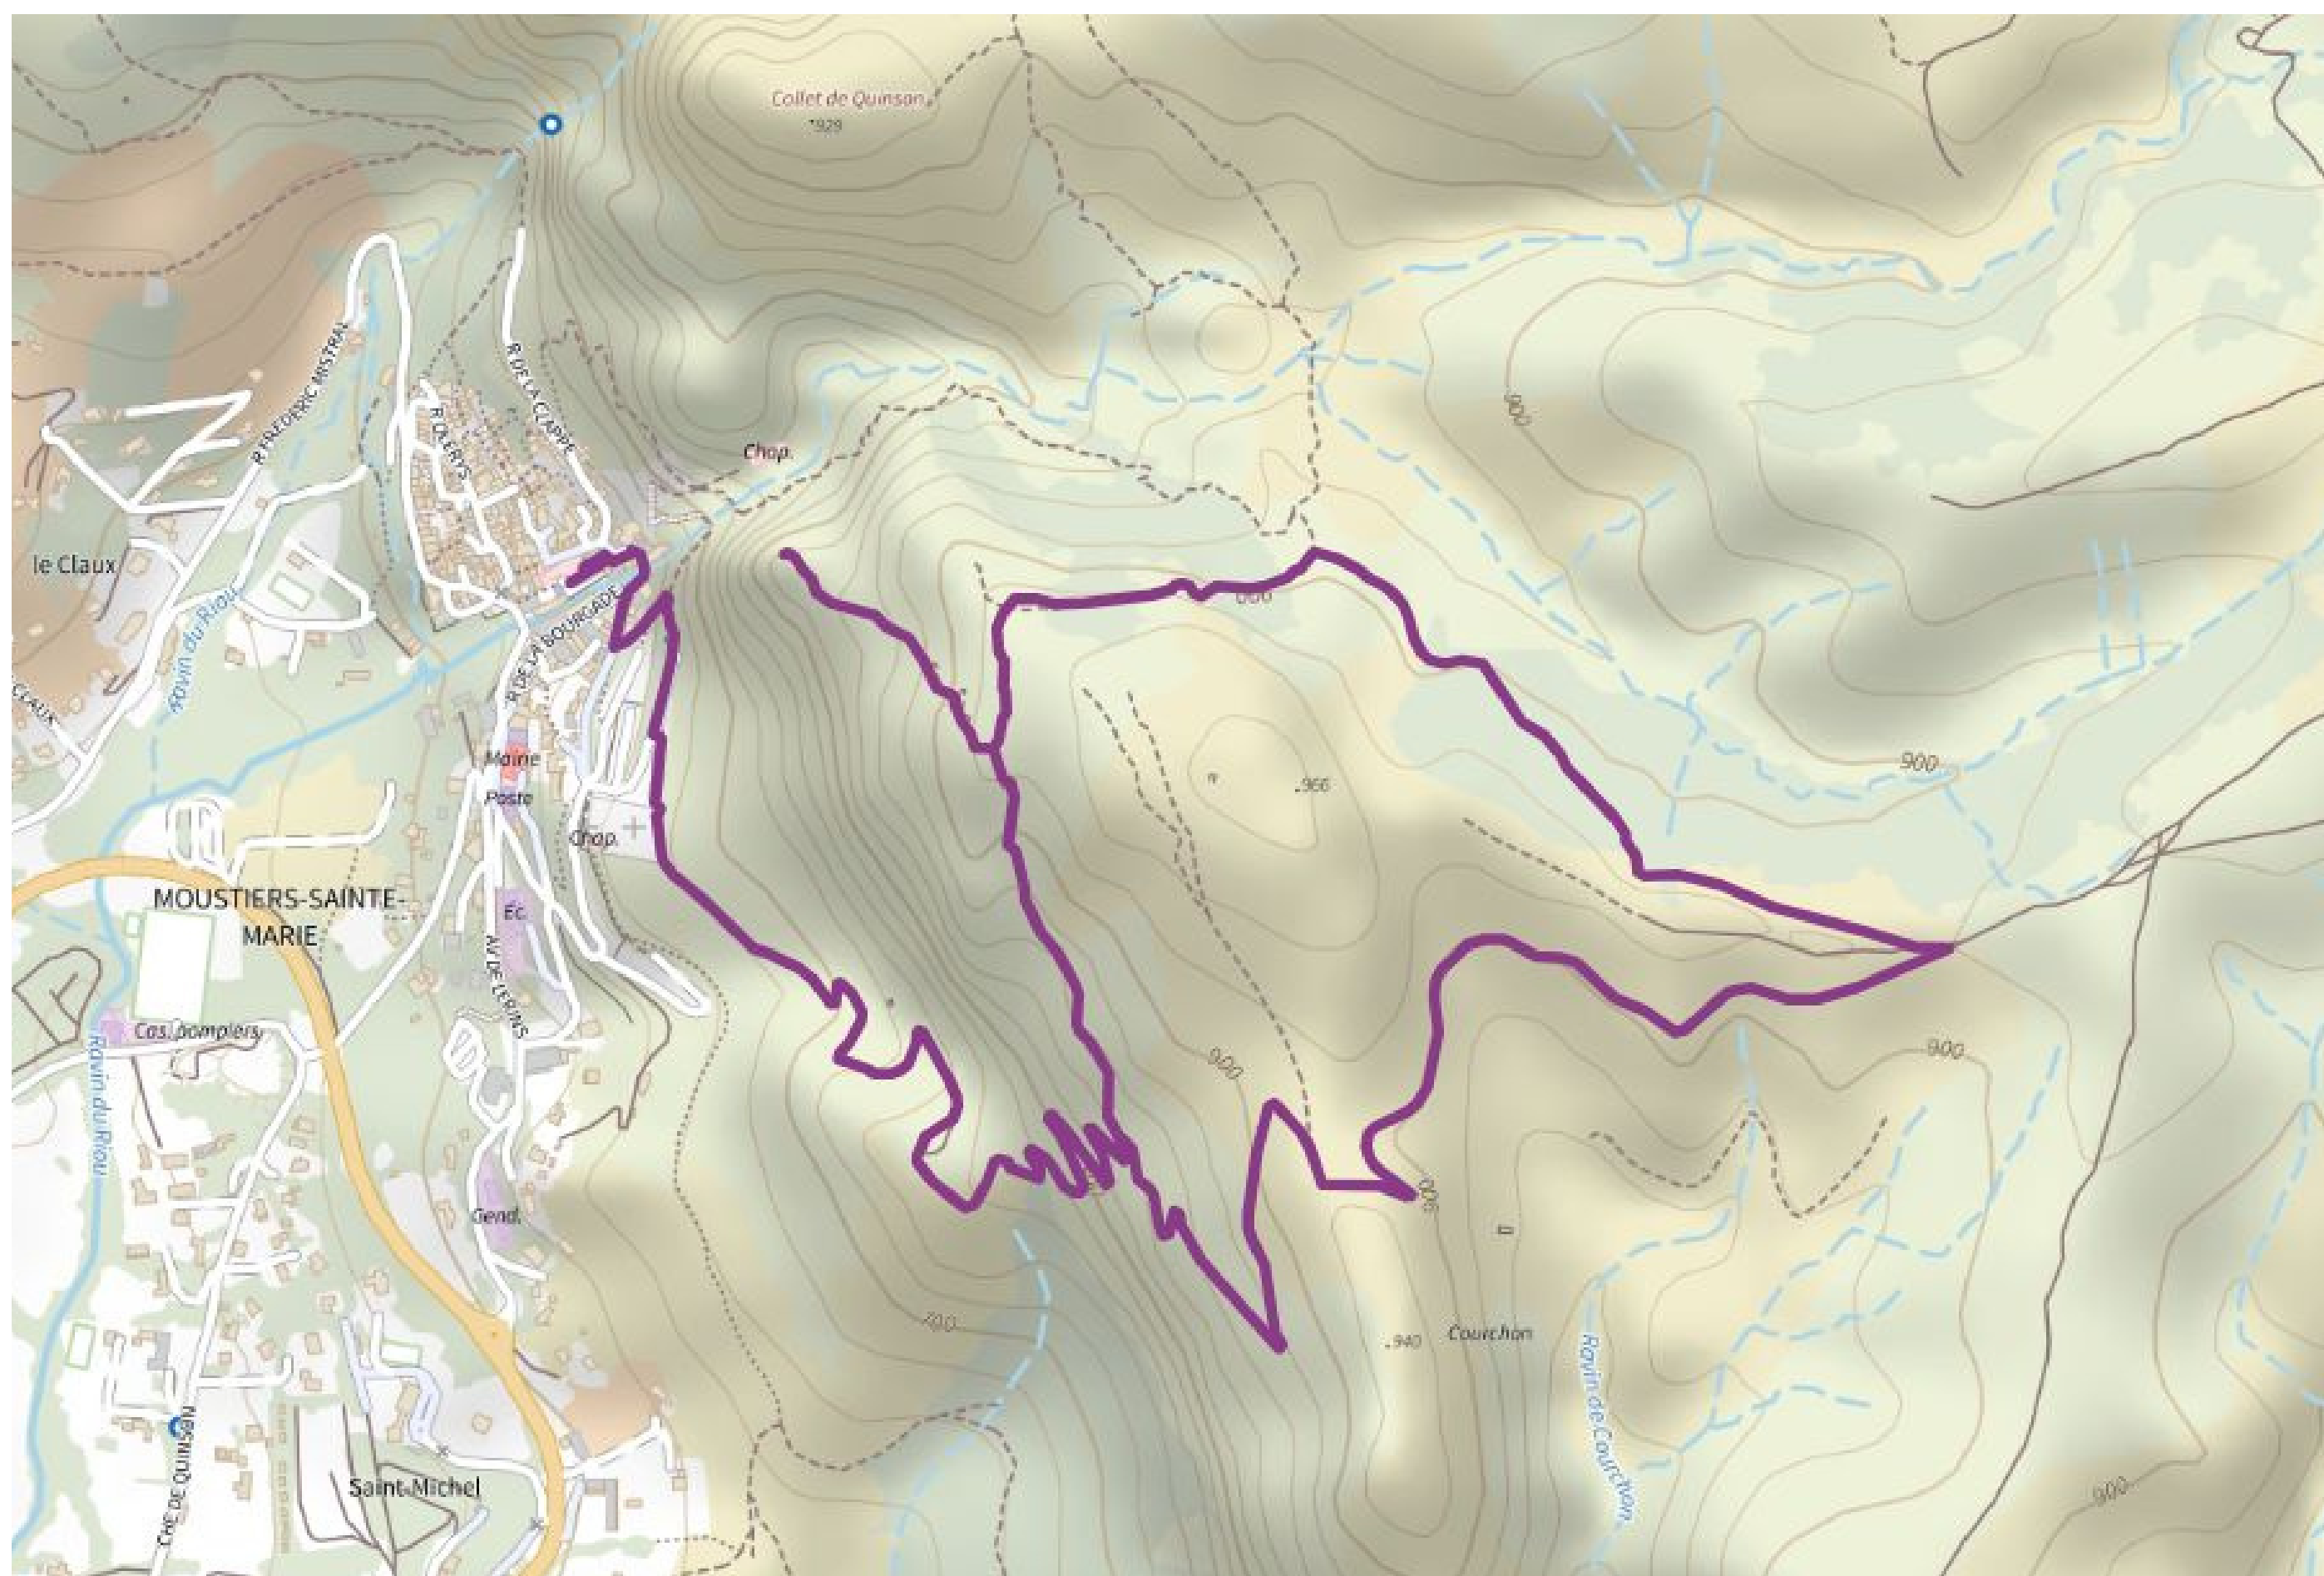 Collet de Quinson
929
R FREDERIC MISTRAL
R DE LA CLAPPE
900
Chap.
le Claux
R DE LA BOURGADE
Ravin du Riou
CLAUX
Mairie
966
900
Poste
Chap.
MOUSTIERS-SAINTE-
MARIE
Ec.
AV DE LERINS
Cas. pompiers
900
900
Ravin du Riou
900
Gend.
700
940
Courchon
Ravin de Courchon
CHE DE QUINSON
Saint-Michel
900